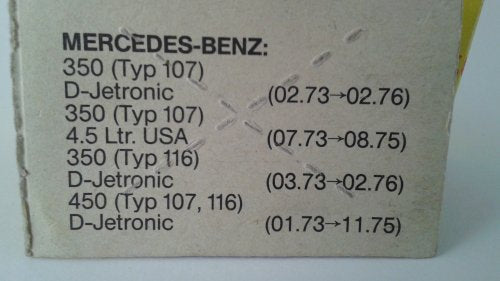 MERCEDES-BENZ:
350 (Typ 107)
D-Jetronic (02.73→02.76)
350 (Typ 107)
4.5 Ltr. USA (07.73→08.75)
350 (Typ 116)
D-Jetronic (03.73→02.76)
450 (Typ 107, 116)
D-Jetronic (01.73→11.75)